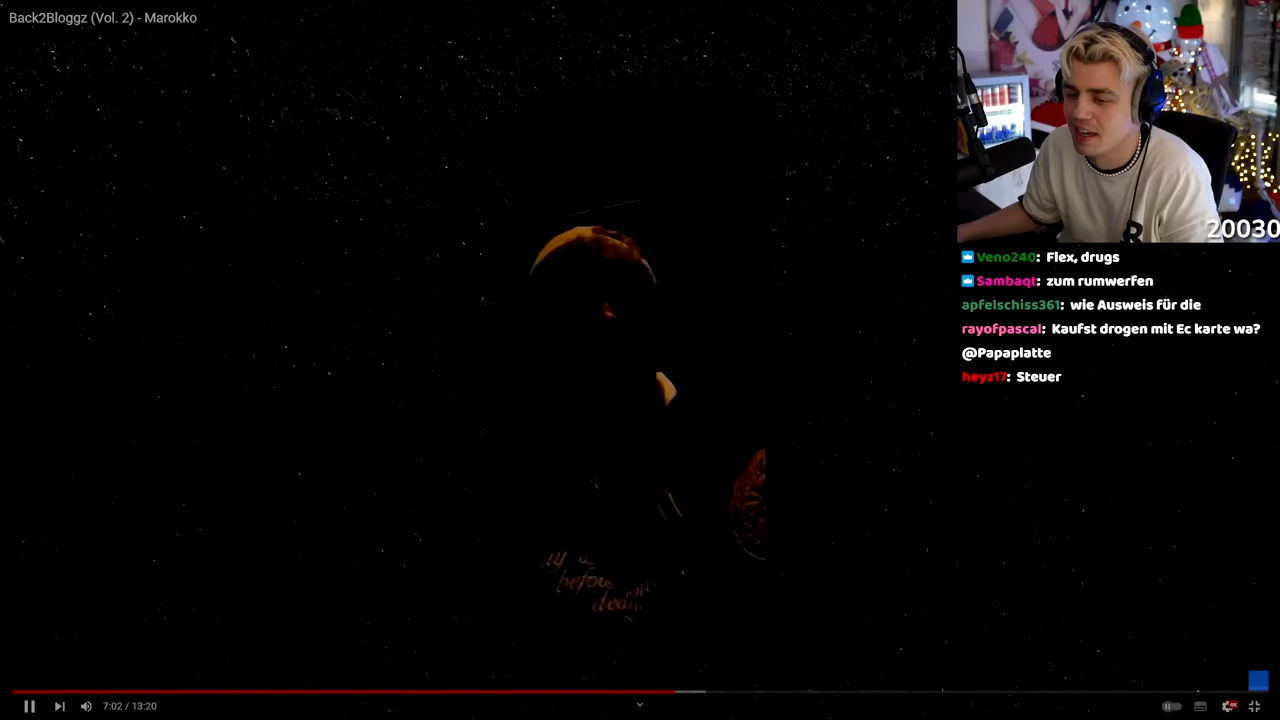 Back2Bloggz (Vol. 2) - Marokko
20030
Veno240: Flex, drugs
Sambaqt: zum rumwerfen
apfelschiss361: wie Ausweis für die
rayofpascal: Kaufst drogen mit Ec karte wa?
@Papaplatte
heyz17: Steuer
before
death
7:02 / 13:20